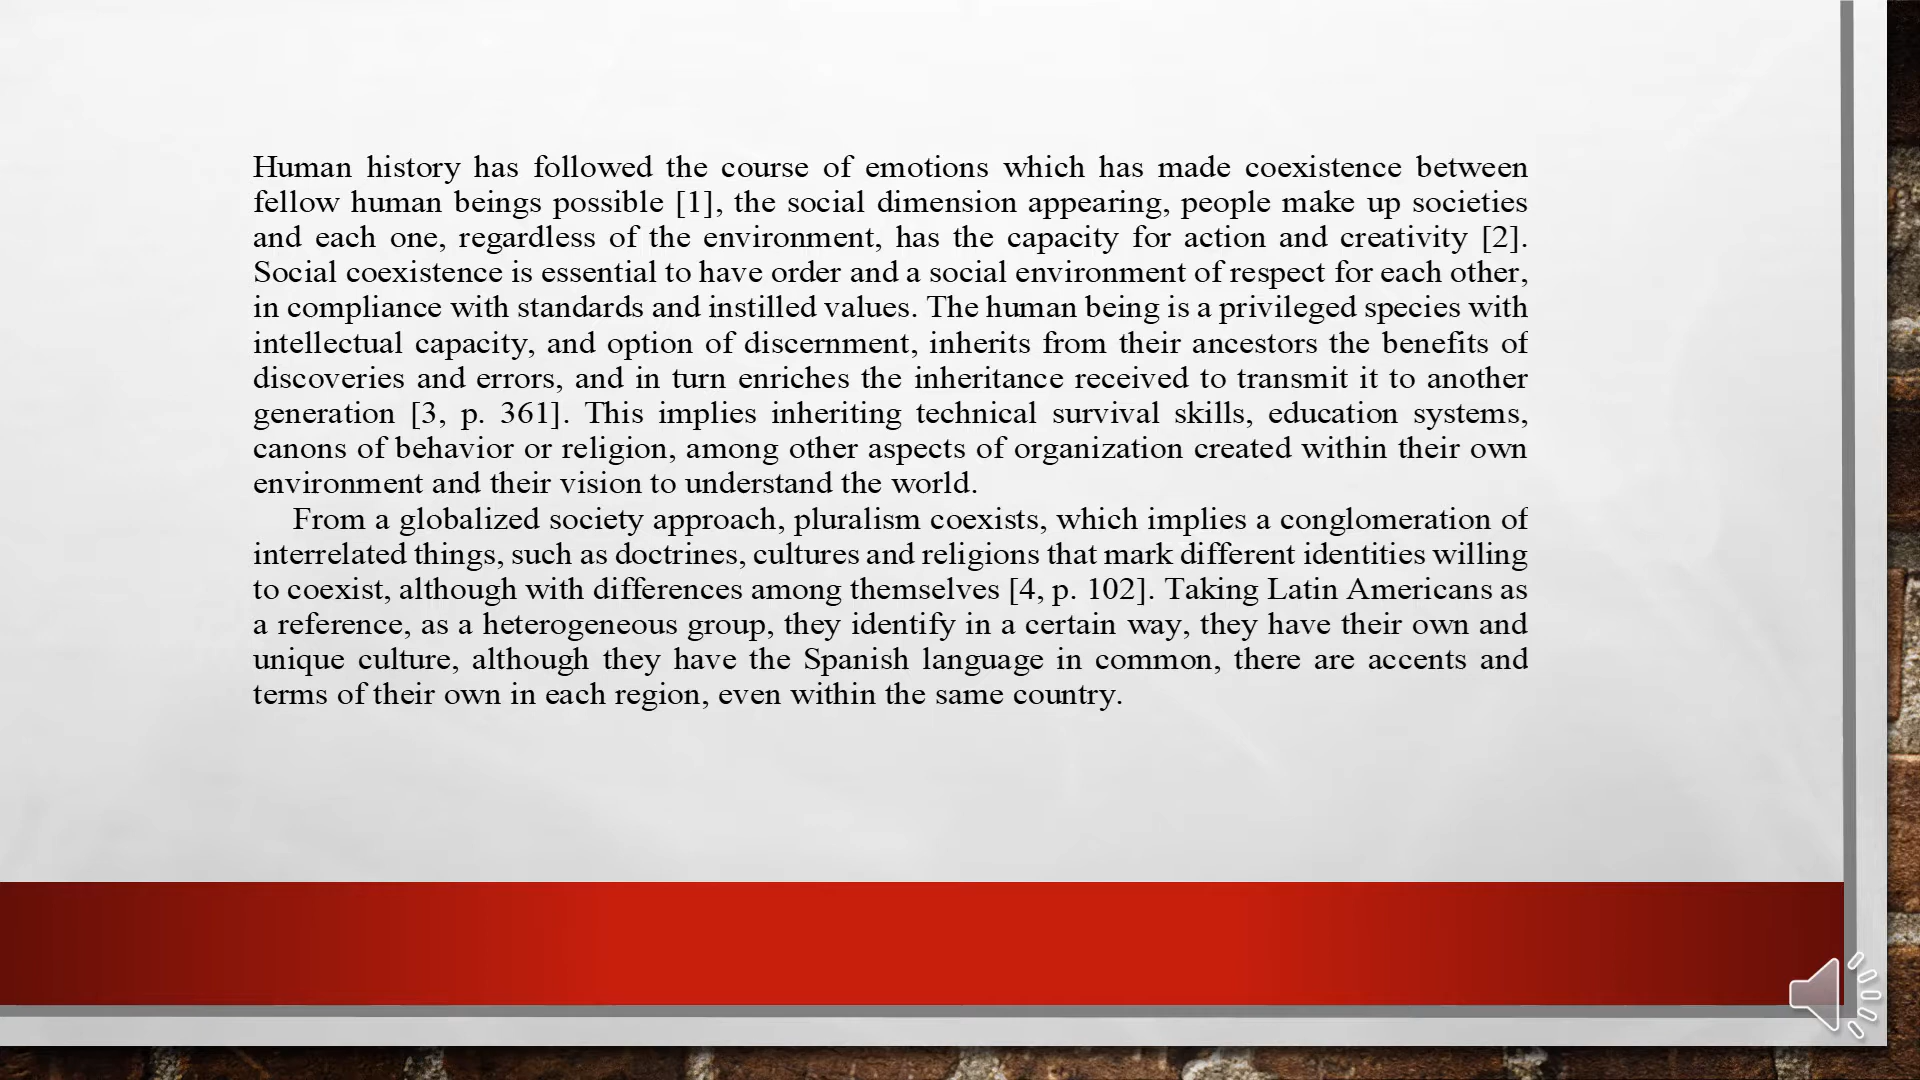 Human history has followed the course of emotions which has made coexistence between
fellow human beings possible [1], the social dimension appearing, people make up societies
and each one, regardless of the environment, has the capacity for action and creativity [2].
Social coexistence is essential to have order and a social environment of respect for each other,
in compliance with standards and instilled values. The human being is a privileged species with
intellectual capacity, and option of discernment, inherits from their ancestors the benefits of
discoveries and errors, and in turn enriches the inheritance received to transmit it to another
generation [3, p. 361]. This implies inheriting technical survival skills, education systems,
canons of behavior or religion, among other aspects of organization created within their own
environment and their vision to understand the world.
From a globalized society approach, pluralism coexists, which implies a conglomeration of
interrelated things, such as doctrines, cultures and religions that mark different identities willing
to coexist, although with differences among themselves [4, p. 102]. Taking Latin Americans as
a reference, as a heterogeneous group, they identify in a certain way, they have their own and
unique culture, although they have the Spanish language in common, there are accents and
terms of their own in each region, even within the same country.